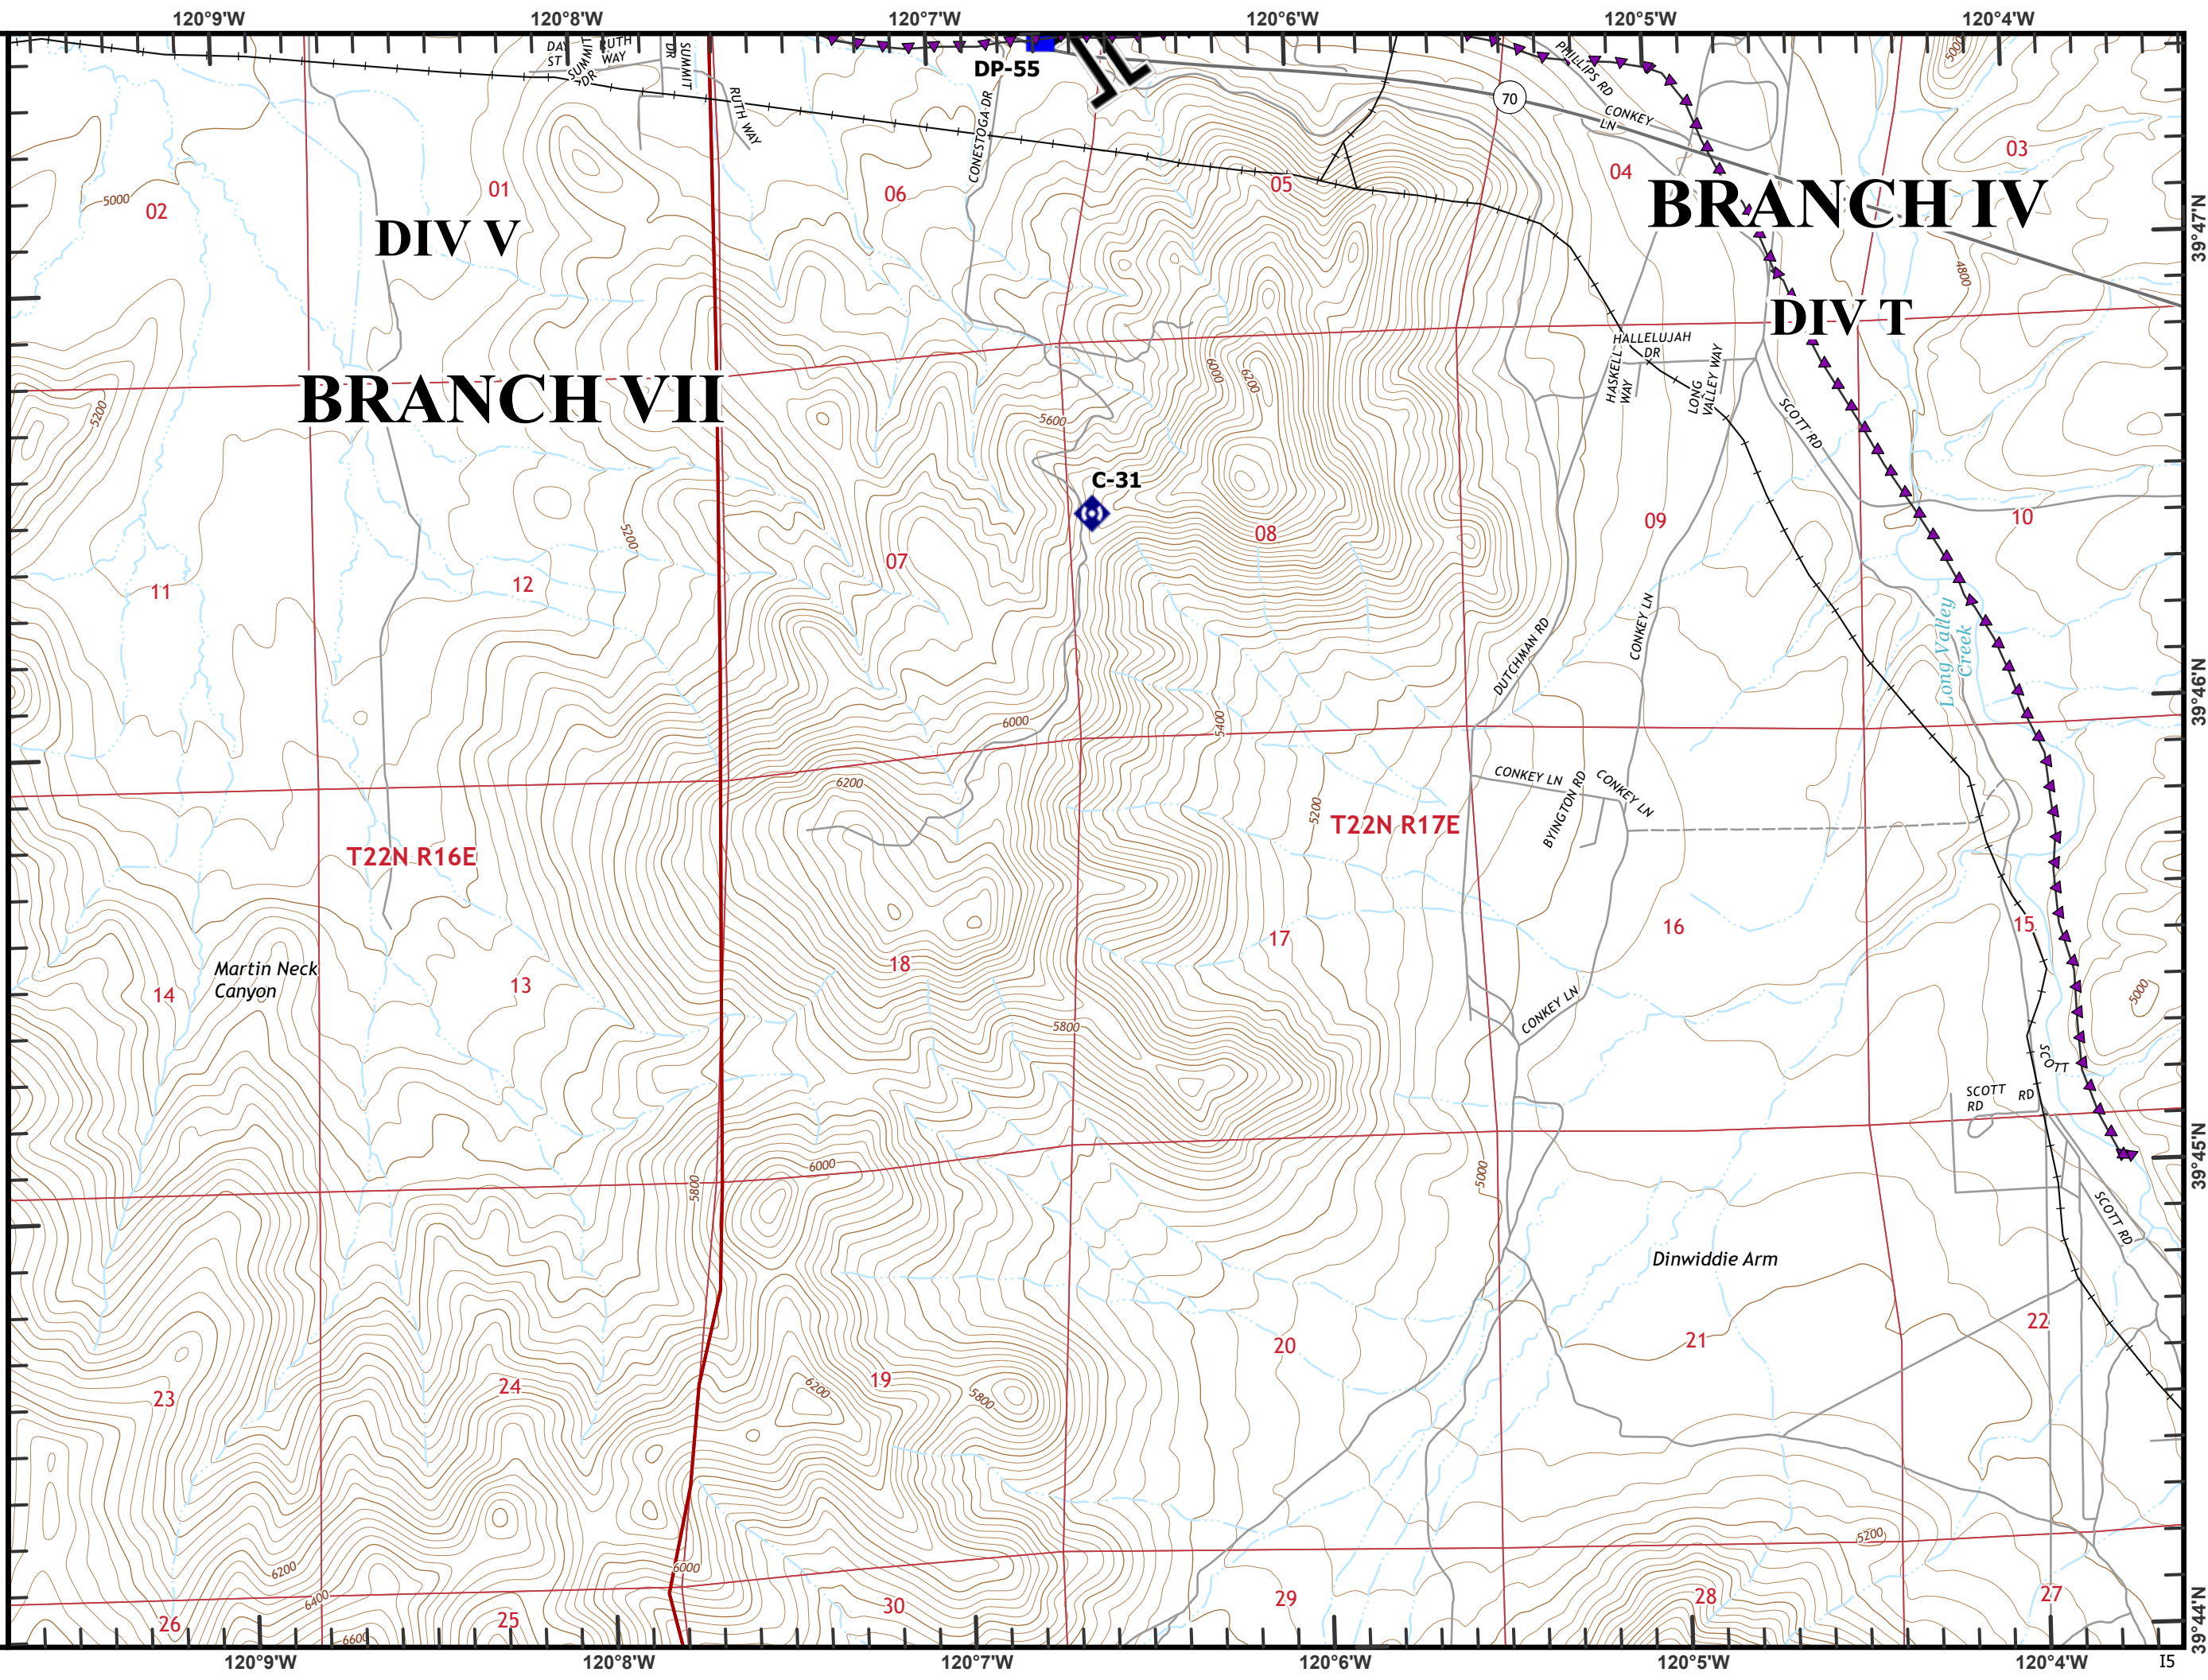 120°9'W 120°8'W 120°7'W 120°6'W 120°5'W 120°4'W
DAY
ST
SUMMIT
DR
RUTH
WAY
SUMMIT
DR
RUTH WAY
DP-55
CONESTOGA DR
70
PHILLIPS RD
CONKEY
LN
5000
03
04
05
06
01
02
5000
BRANCH IV
DIV V
39°47'N
4800
DIV T
BRANCH VII
HALLELUJAH
DR
HASKELL
WAY
LONG
VALLEY WAY
SCOTT RD
6000
6200
5200
5600
C-31
08
09
10
07
5200
12
11
Long Valley
Creek
CONKEY LN
DUTCHMAN RD
39°46'N
6000
5400
6200
CONKEY LN
BYINGTON RD
CONKEY LN
5200
T22N R17E
T22N R16E
15
16
17
18
Martin Neck
Canyon
13
14
5000
CONKEY LN
5800
SCOTT
SCOTT
RD
RD
39°45'N
6000
5800
5000
SCOTT RD
Dinwiddie Arm
22
21
20
19
24
23
6200
5800
5200
6000
6200
6400
6600
26
25
30
29
28
27
39°44'N
120°9'W 120°8'W 120°7'W 120°6'W 120°5'W 120°4'W
I5